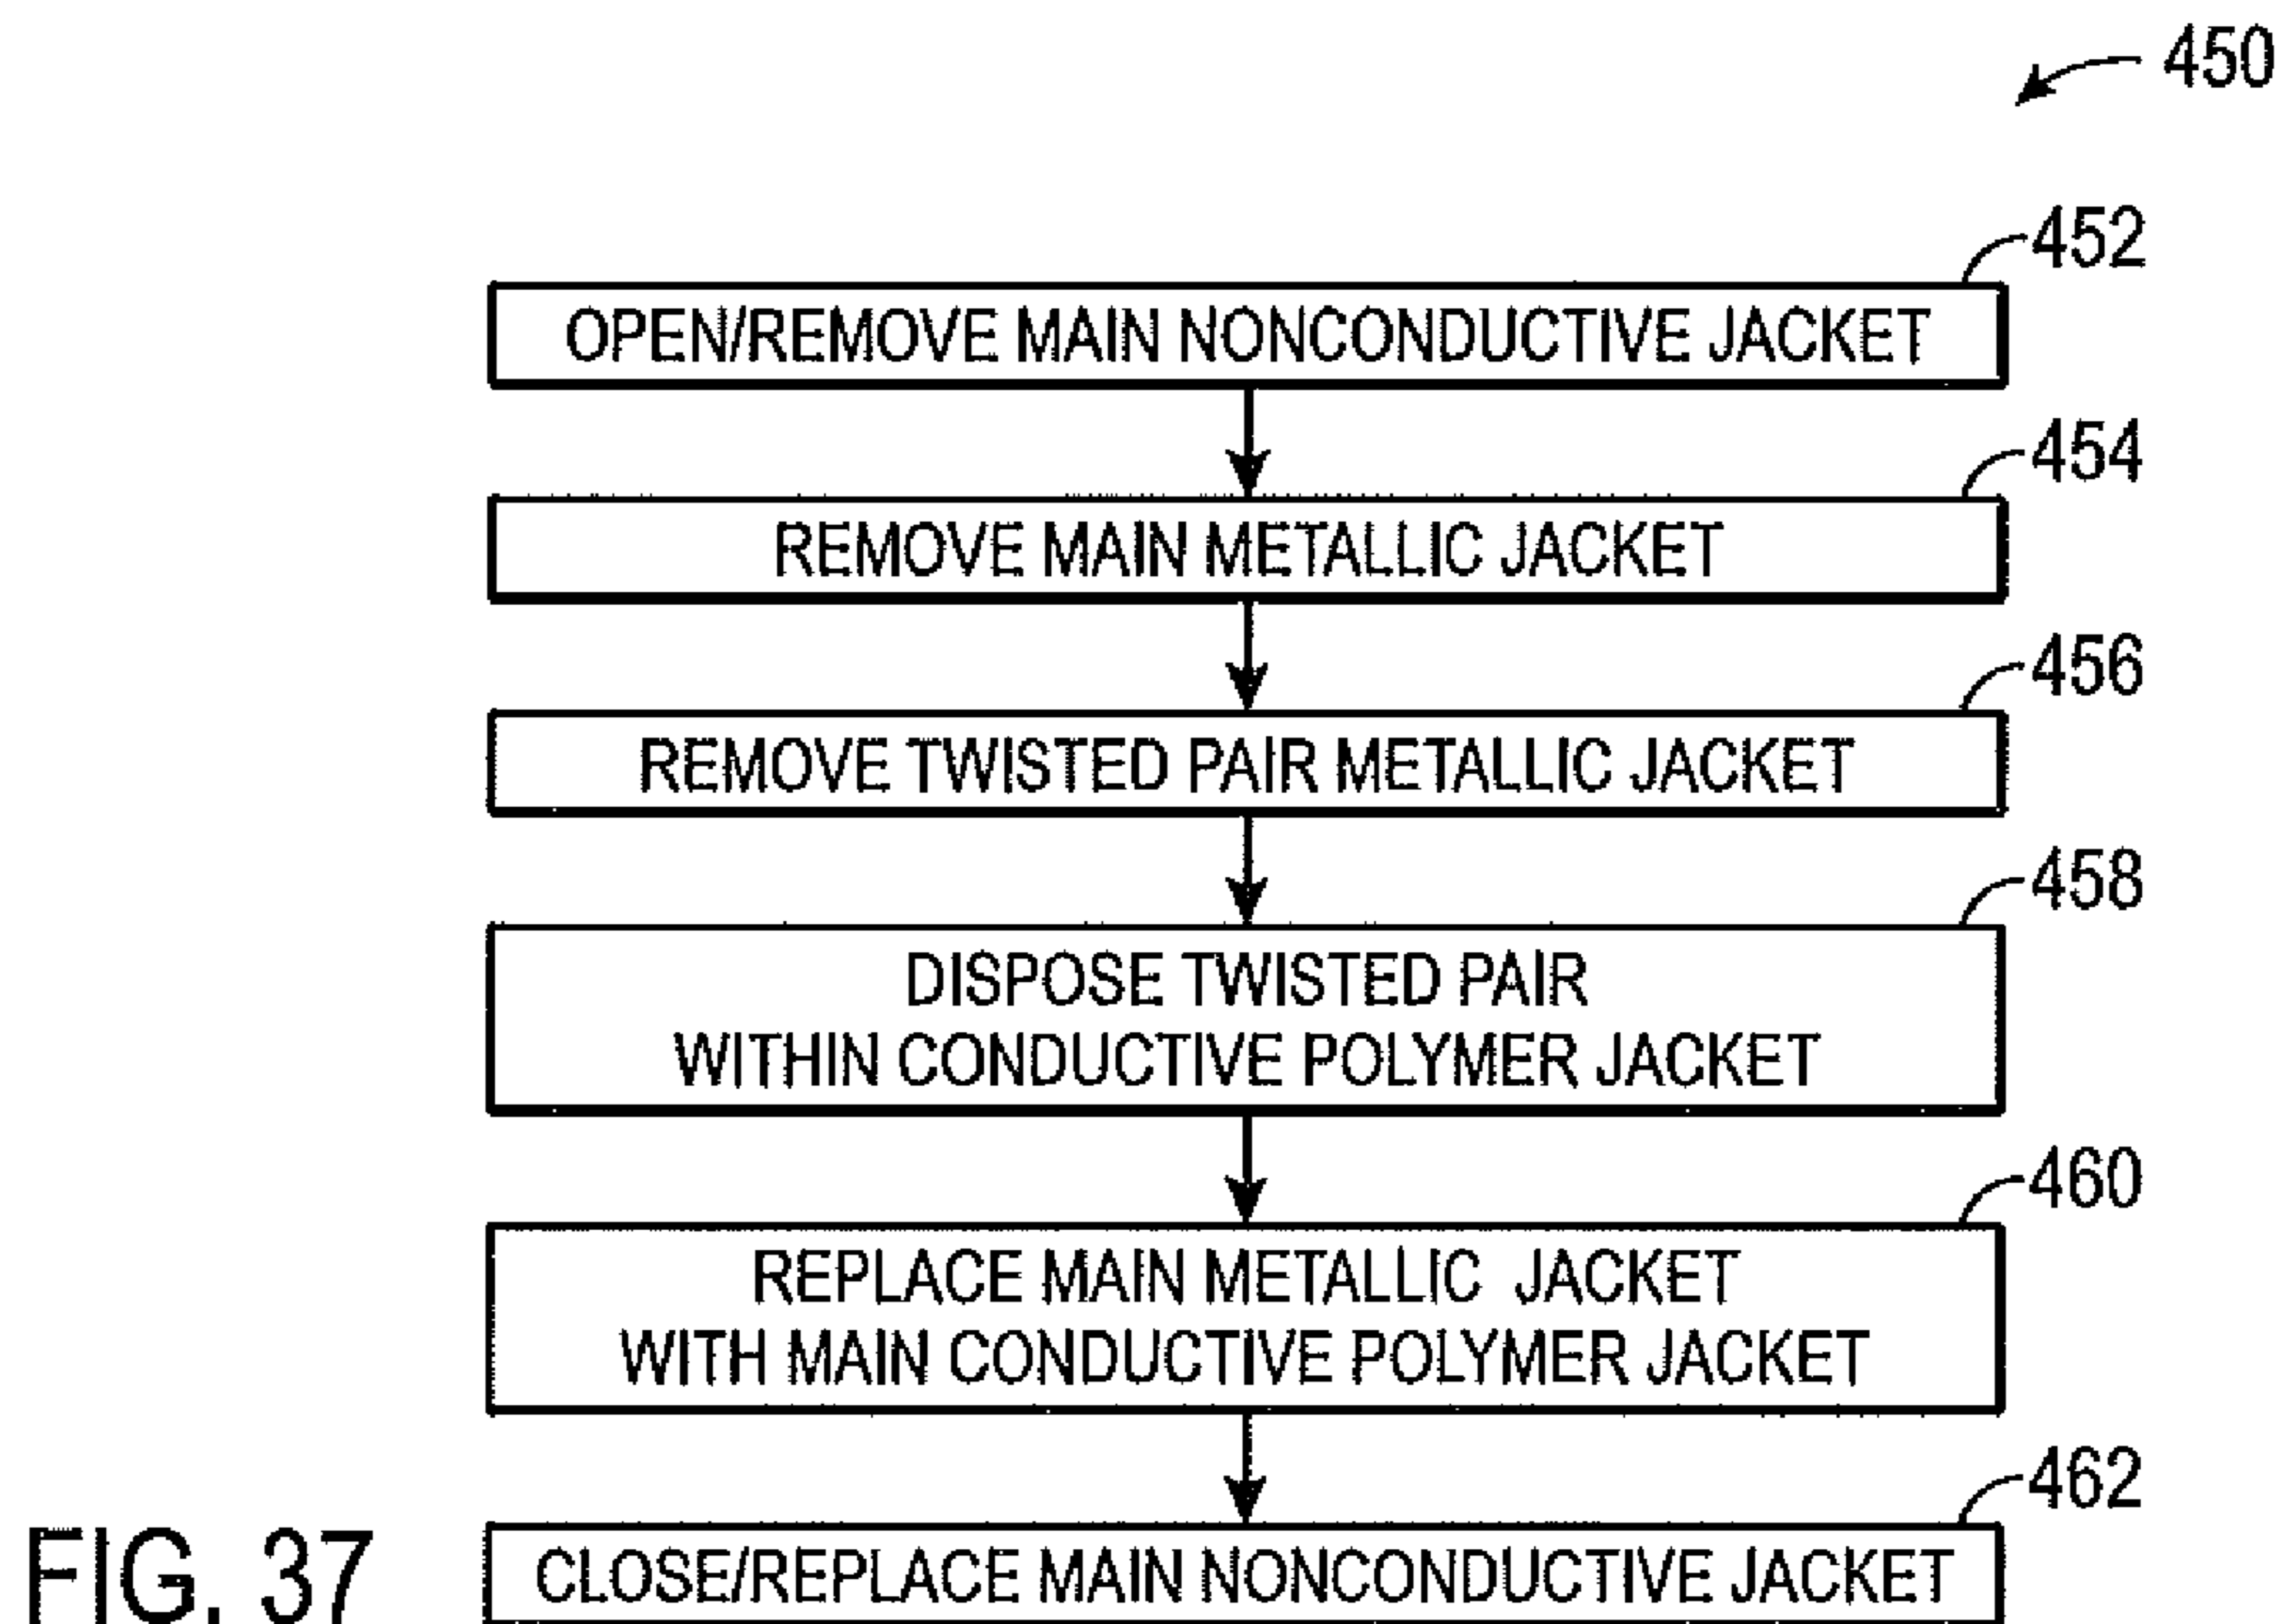 450
452
OPEN/REMOVE MAIN NONCONDUCTIVE JACKET
454
REMOVE MAIN METALLIC JACKET
456
REMOVE TWISTED PAIR METALLIC JACKET
458
DISPOSE TWISTED PAIR
WITHIN CONDUCTIVE POLYMER JACKET
460
REPLACE MAIN METALLIC JACKET
WITH MAIN CONDUCTIVE POLYMER JACKET
462
CLOSE/REPLACE MAIN NONCONDUCTIVE JACKET
FIG. 37